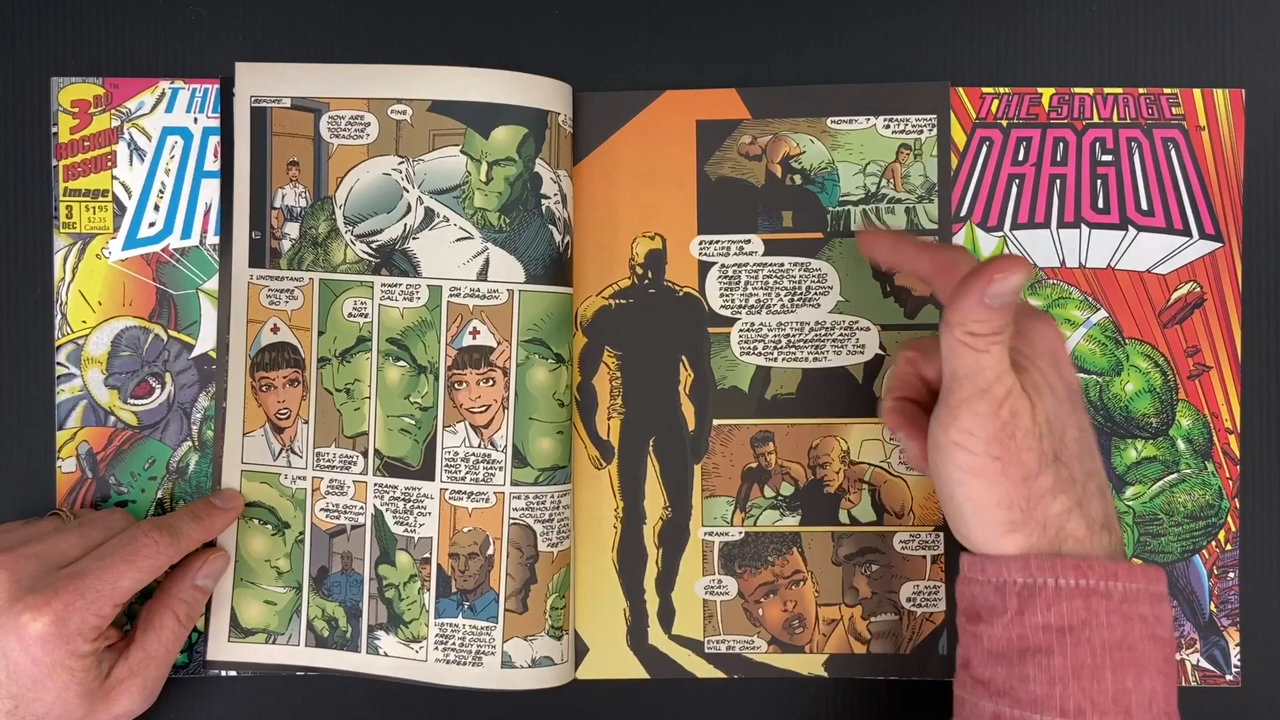 3RD
ROCKIN'
ISSUE!
image
3
DEC
$1.95
$2.35
Canada
TM
THE
DRA
BEFORE...
HOW ARE
YOU DOING
TODAY, MR.
DRAGON?
FINE.
I UNDERSTAND.
WHERE
WILL YOU
GO?
I'M
NOT
SURE.
BUT I CAN'T
STAY HERE
FOREVER.
WHAT DID
YOU JUST
CALL ME?
OH! HA...UM...
MR. DRAGON.
IT'S 'CAUSE
YOU'RE GREEN
AND YOU HAVE
THAT FIN ON
YOUR HEAD.
I LIKE
IT.
STILL
HERE?
GOOD.
I'VE GOT A
PROPOSITION
FOR YOU.
FRANK, WHY
DON'T YOU CALL
ME DRAGON
UNTIL I CAN
FIGURE OUT
WHO I
REALLY
AM.
DRAGON,
HUH? CUTE.
LISTEN, I TALKED
TO MY COUSIN,
FRED. HE COULD
USE A GUY WITH
A STRONG BACK
IF YOU'RE
INTERESTED.
HE'S GOT A LOFT
OVER HIS
WAREHOUSE YOU
COULD STAY
THERE UNTIL
YOU CAN
GET BACK
ON YOUR
FEET.
HONEY...?
FRANK, WHAT
IS IT? WHAT'S
WRONG?
EVERYTHING.
MY LIFE IS
FALLING APART.
SUPER-FREAKS TRIED
TO EXTORT MONEY FROM
FRED, THE DRAGON KICKED
THEIR BUTTS SO THEY HAD
FRED'S WAREHOUSE BLOWN
SKY-HIGH. HE'S DEAD AND
WE'VE GOT A GREEN
HOUSEGUEST SLEEPING
ON OUR COUCH.
IT'S ALL GOTTEN SO OUT OF
HAND WITH THE SUPER-FREAKS
KILLING MIGHTY MAN AND
CRIPPLING SUPERPATRIOT. I
WAS DISAPPOINTED THAT THE
DRAGON DIDN'T WANT TO JOIN
THE FORCE, BUT...
FRANK...?
IT'S
OKAY,
FRANK.
EVERYTHING
WILL BE OKAY.
NO. IT'S
NOT OKAY,
MILDRED.
IT MAY
NEVER
BE OKAY
AGAIN.
THE SAVAGE
DRAGON
TM